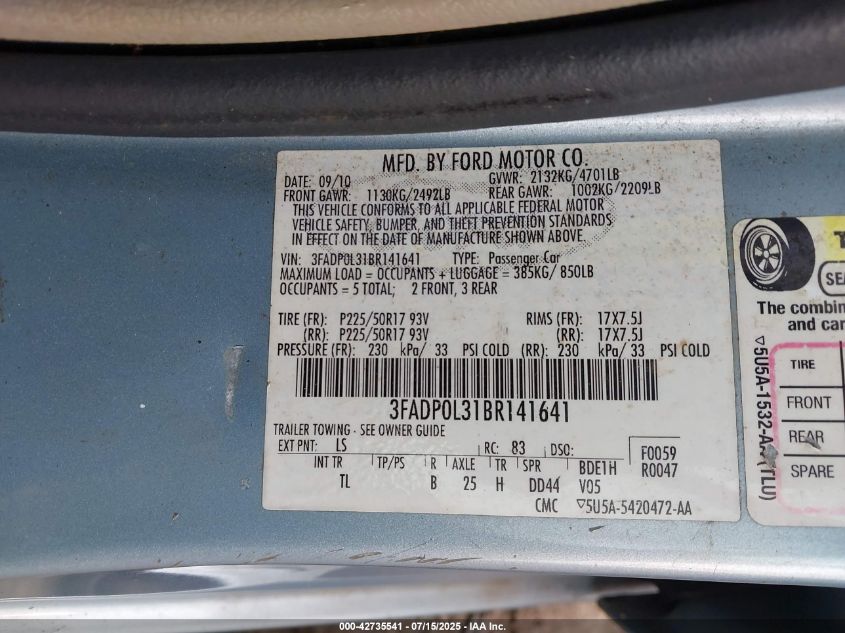 MFD. BY FORD MOTOR CO.
DATE: 09/10 GVWR: 2132KG/4701LB
FRONT GAWR: 1130KG/2492LB REAR GAWR: 1002KG/2209LB
THIS VEHICLE CONFORMS TO ALL APPLICABLE FEDERAL MOTOR
VEHICLE SAFETY, BUMPER, AND THEFT PREVENTION STANDARDS
IN EFFECT ON THE DATE OF MANUFACTURE SHOWN ABOVE.
VIN: 3FADP0L31BR141641 TYPE: Passenger Car
MAXIMUM LOAD = OCCUPANTS + LUGGAGE = 385KG/ 850LB
OCCUPANTS = 5 TOTAL; 2 FRONT, 3 REAR
TIRE (FR): P225/50R17 93V RIMS (FR): 17X7.5J
(RR): P225/50R17 93V (RR): 17X7.5J
PRESSURE (FR): 230 kPa/ 33 PSI COLD (RR): 230 kPa/ 33 PSI COLD
3FADP0L31BR141641
TRAILER TOWING - SEE OWNER GUIDE
EXT PNT: LS RC: 83 DSO: F0059
INT TR TP/PS R AXLE TR SPR BDE1H R0047
TL B 25 H DD44 V05
CMC ▽5U5A-5420472-AA
SEA
The combin
and car
TIRE
FRONT
REAR
SPARE
▽5U5A-1532-AA (TLU)
000-42735541 - 07/15/2025 - IAA Inc.